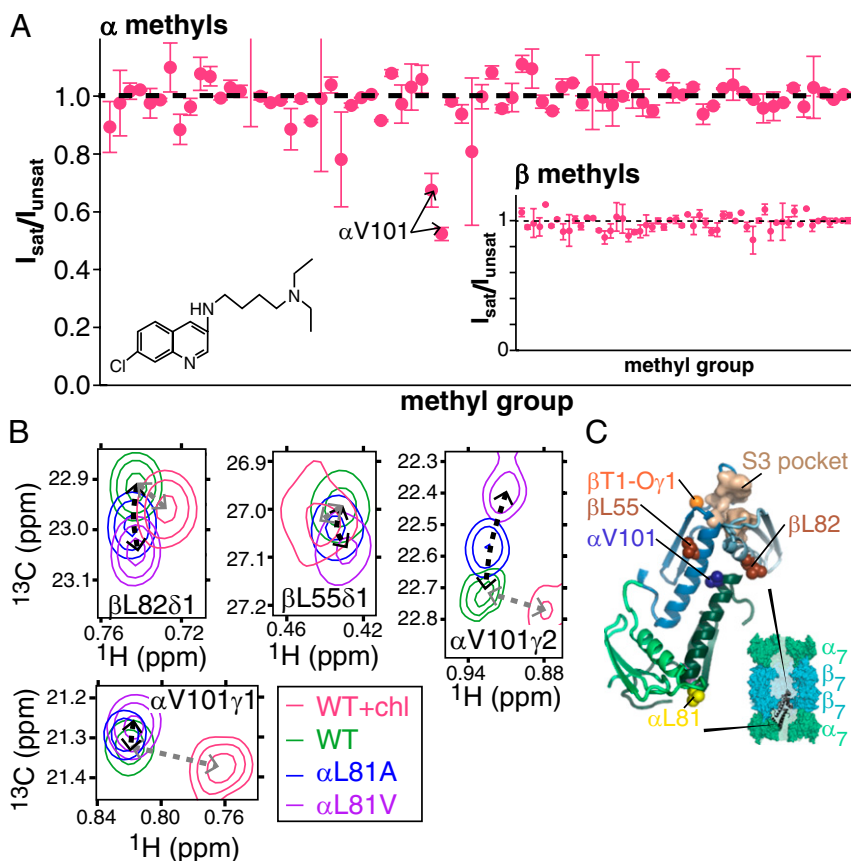 A
α methyls
1.0
0.8
0.6
0.4
0.2
0.0
Isat/Iunsat
αV101
HN
N
Cl
N
β methyls
1
0
Isat/Iunsat
methyl group
methyl group
B
22.9
23.0
23.1
βL82δ1
0.76 0.72
1H (ppm)
13C (ppm)
26.9
27.0
27.1
27.2
βL55δ1
0.46 0.42
1H (ppm)
22.3
22.4
22.5
22.6
22.7
22.8
αV101γ2
0.94 0.88
1H (ppm)
21.2
21.3
21.4
αV101γ1
0.84 0.80 0.76
1H (ppm)
13C (ppm)
WT+chl
WT
αL81A
αL81V
C
S3 pocket
βT1-Oγ1
βL55
αV101
βL82
αL81
α7
β7
β7
α7